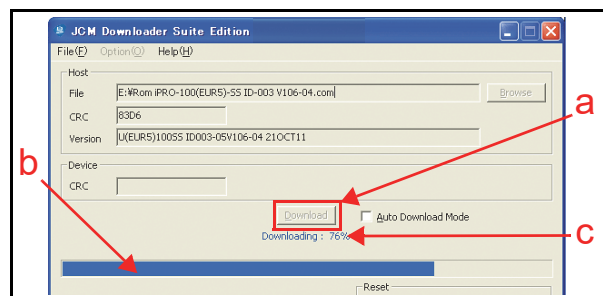 JCM Downloader Suite Edition
File(F) Option(O) Help(H)
a
Host
File E:¥Rom iPRO-100(EUR5)-SS ID-003 V106-04.com Browse
CRC 83D6
Version U(EUR5)100SS ID003-05V106-04 21OCT11
b
Device
CRC
Download Auto Download Mode
Downloading : 76%
c
Reset